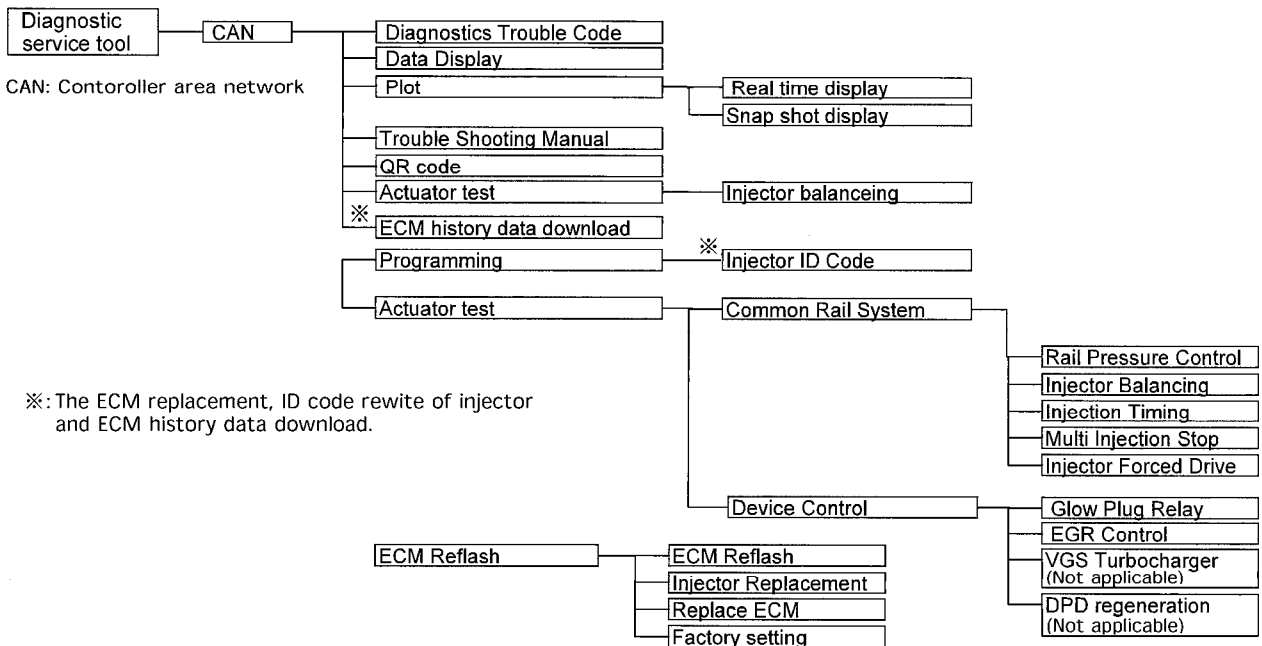 Diagnostic
service tool
CAN
CAN: Contoroller area network
Diagnostics Trouble Code
Data Display
Plot
Real time display
Snap shot display
Trouble Shooting Manual
QR code
Actuator test
Injector balanceing
※
ECM history data download
Programming
※
Injector ID Code
Actuator test
Common Rail System
Rail Pressure Control
Injector Balancing
Injection Timing
Multi Injection Stop
Injector Forced Drive
※: The ECM replacement, ID code rewite of injector
and ECM history data download.
Device Control
Glow Plug Relay
EGR Control
VGS Turbocharger
(Not applicable)
DPD regeneration
(Not applicable)
ECM Reflash
ECM Reflash
Injector Replacement
Replace ECM
Factory setting